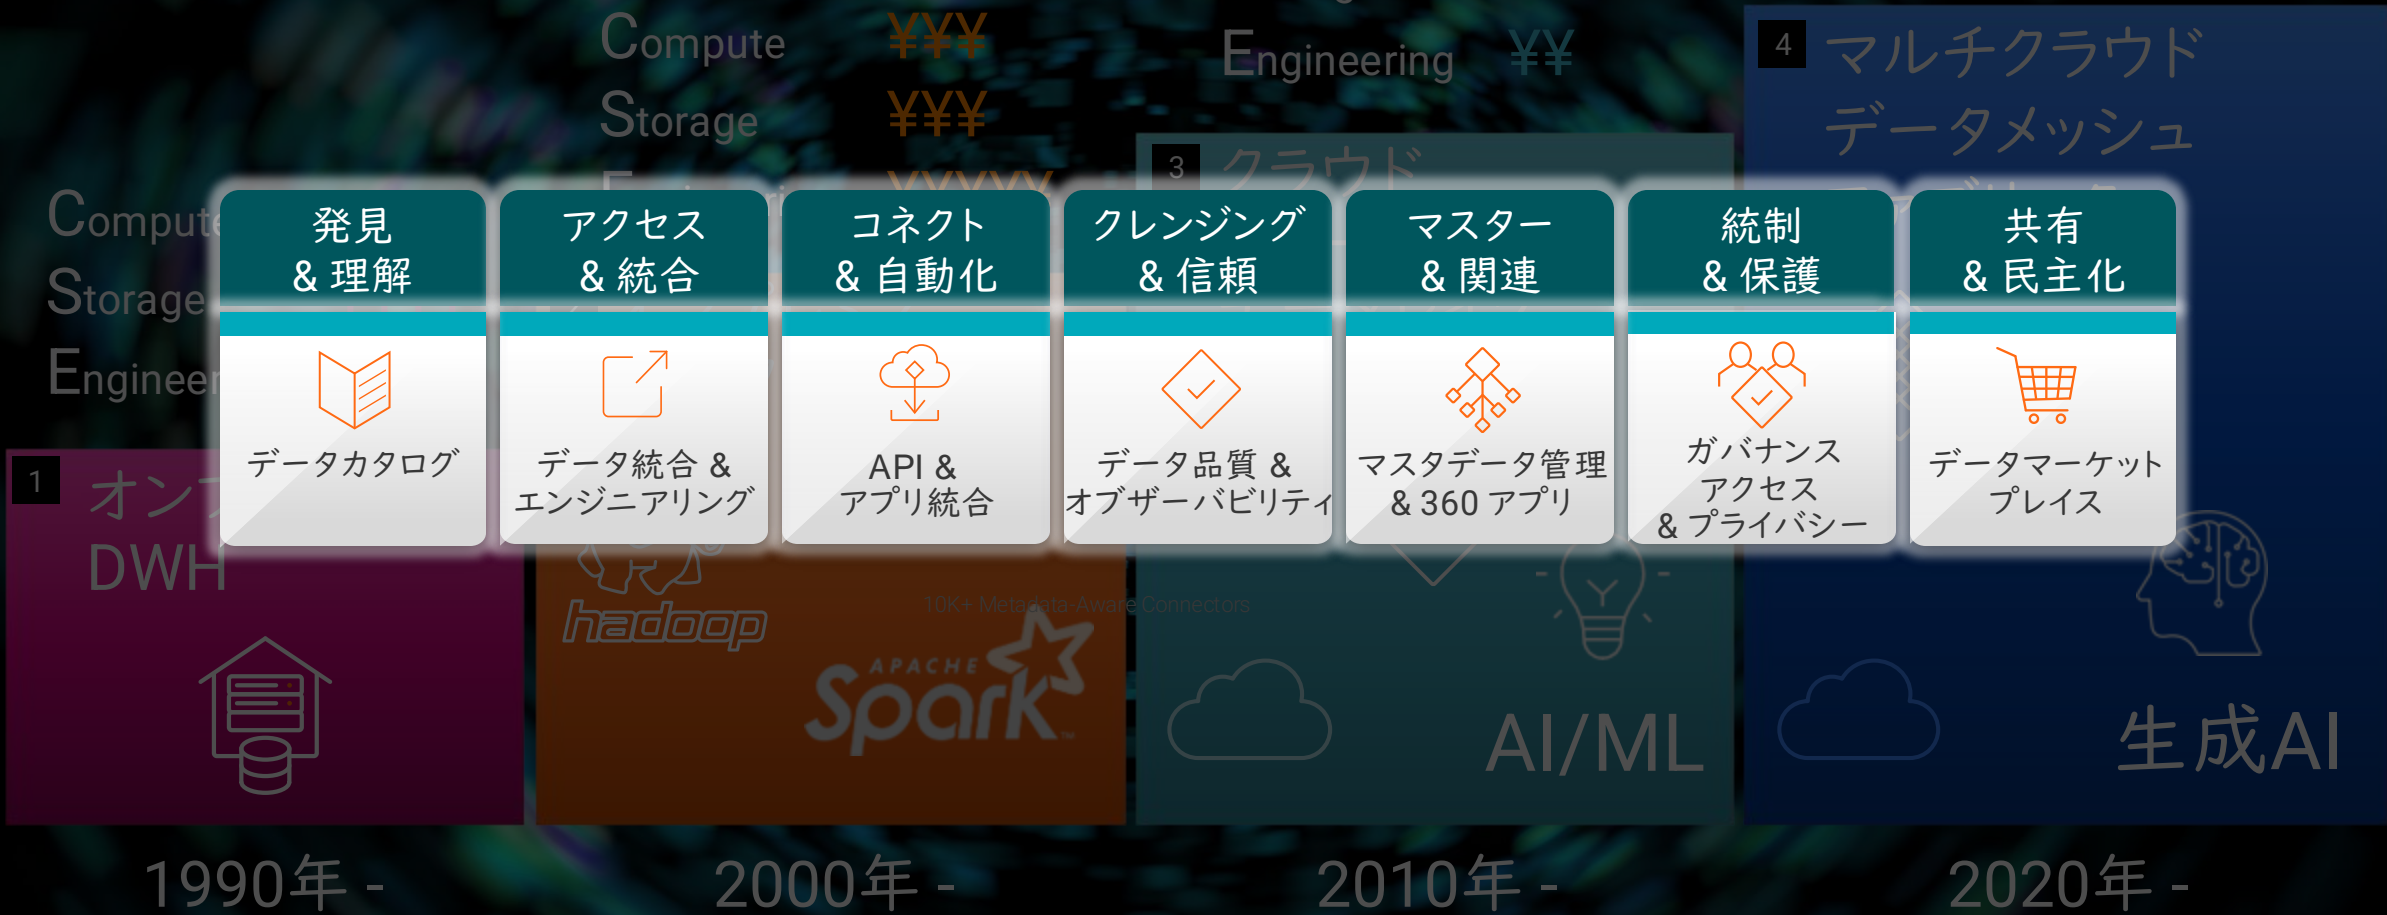 Compute ¥¥¥
Storage ¥¥¥
Engineering ¥¥
4
マルチクラウド
データメッシュ
3
クラウド
Compute
Storage
発見
& 理解
データカタログ
アクセス
& 統合
データ統合 &
エンジニアリング
コネクト
& 自動化
API &
アプリ統合
クレンジング
& 信頼
データ品質 &
オブザーバビリティ
マスター
& 関連
マスタデータ管理
& 360 アプリ
統制
& 保護
ガバナンス
アクセス
& プライバシー
共有
& 民主化
データマーケット
プレイス
1
DWH
hadoop
10K+ Metadata-Aware Connectors
APACHE
Spark™
AI/ML
生成AI
1990年 -
2000年 -
2010年 -
2020年 -